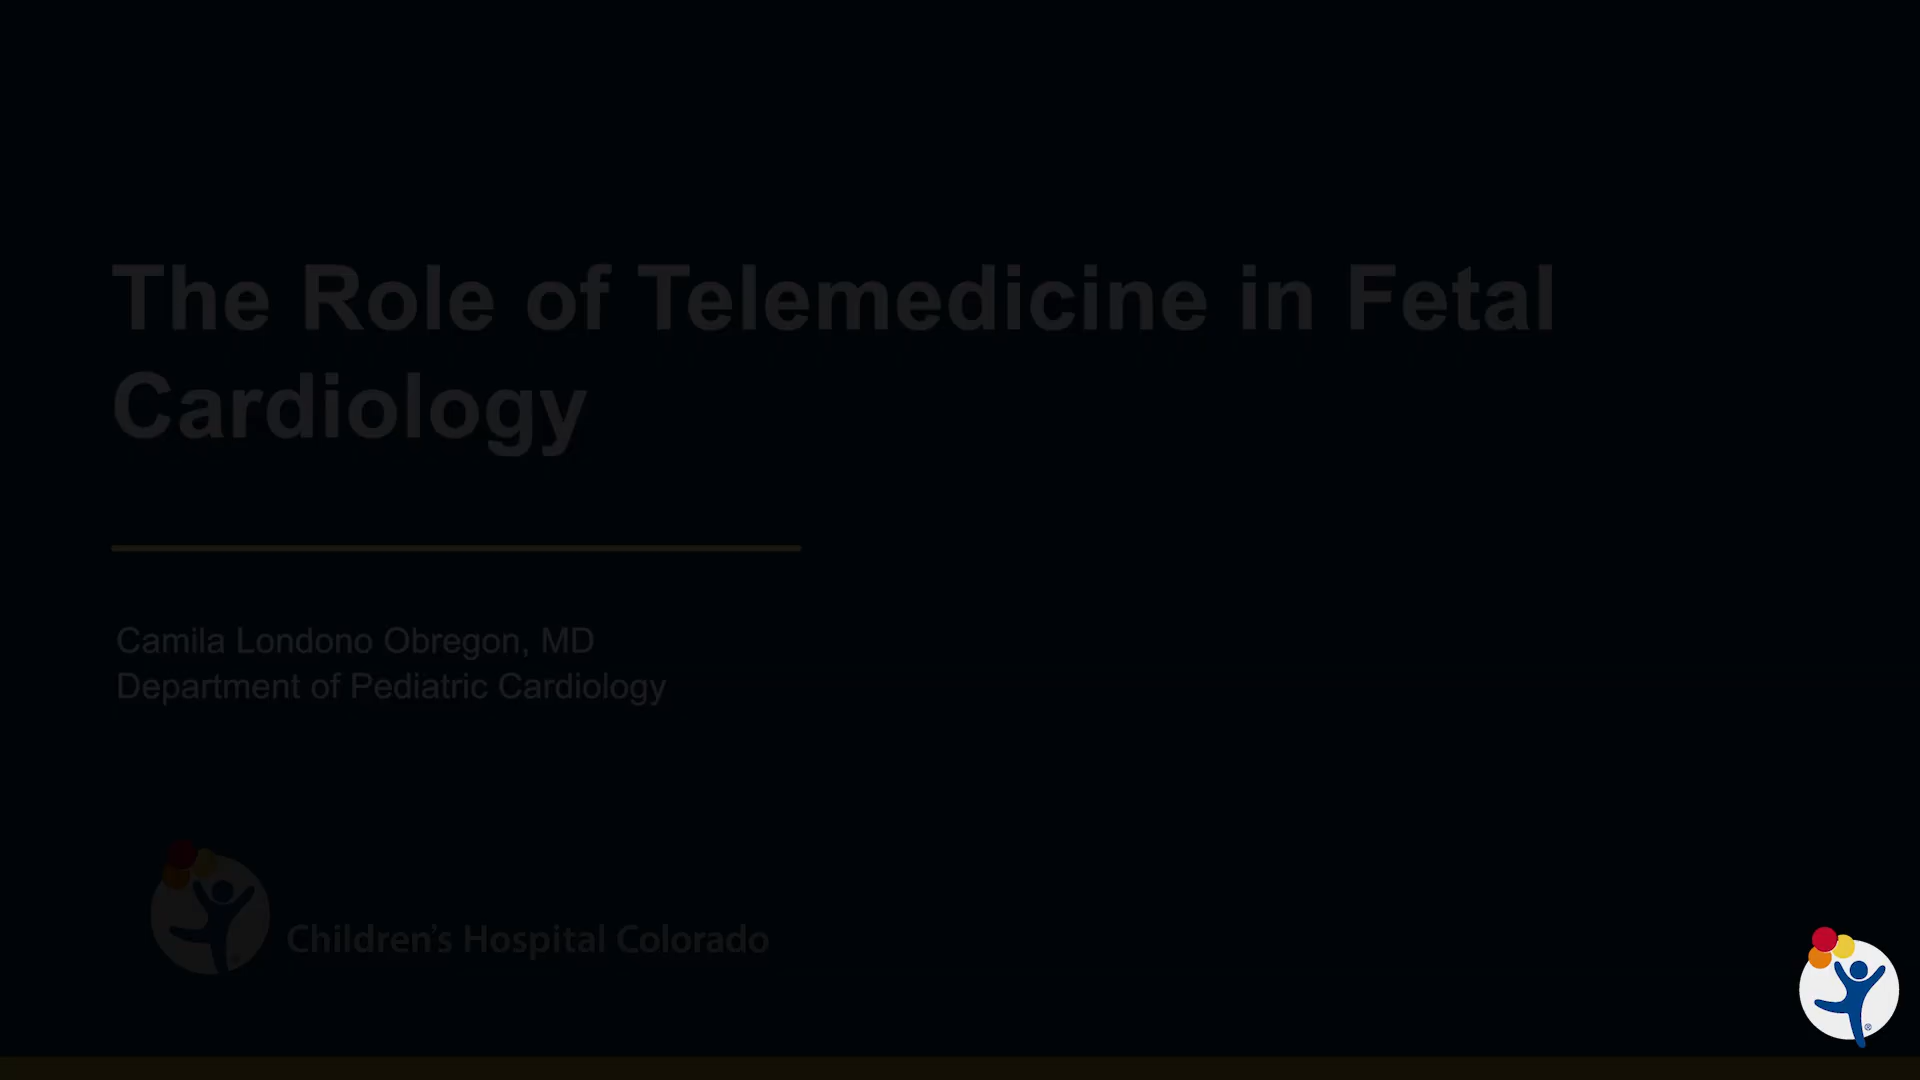 The Role of Telemedicine in Fetal
Cardiology
Camila Londono Obregon, MD
Department of Pediatric Cardiology
Children's Hospital Colorado
®